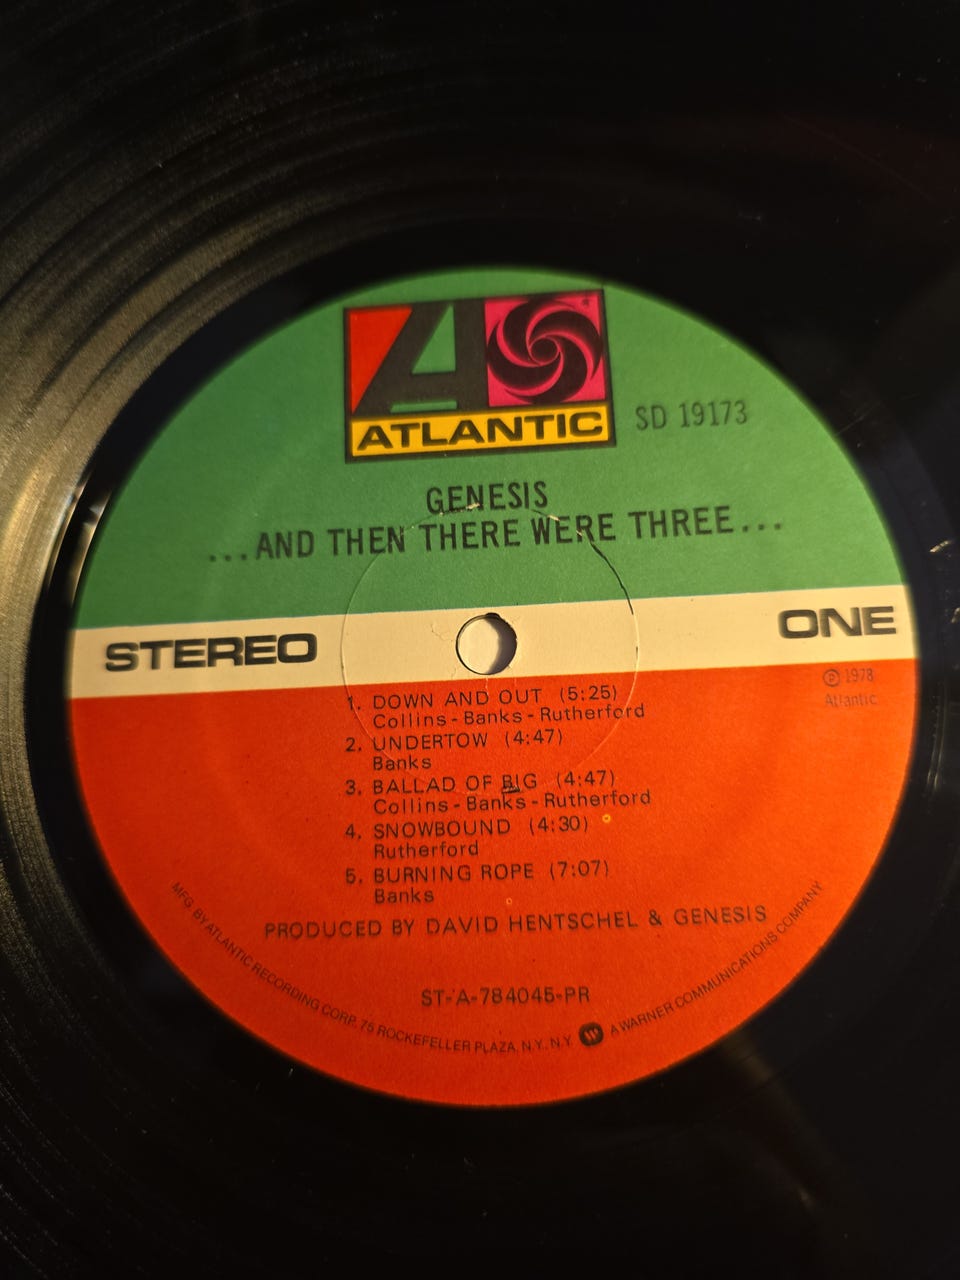 ATLANTIC
SD 19173
GENESIS
...AND THEN THERE WERE THREE...
STEREO
ONE
℗ 1978
Atlantic
1. DOWN AND OUT (5:25)
Collins-Banks-Rutherford
2. UNDERTOW (4:47)
Banks
3. BALLAD OF BIG (4:47)
Collins-Banks-Rutherford
4. SNOWBOUND (4:30)
Rutherford
5. BURNING ROPE (7:07)
Banks
PRODUCED BY DAVID HENTSCHEL & GENESIS
ST-A-784045-PR
MFG. BY ATLANTIC RECORDING CORP. 75 ROCKEFELLER PLAZA, N.Y., N.Y. W A WARNER COMMUNICATIONS COMPANY